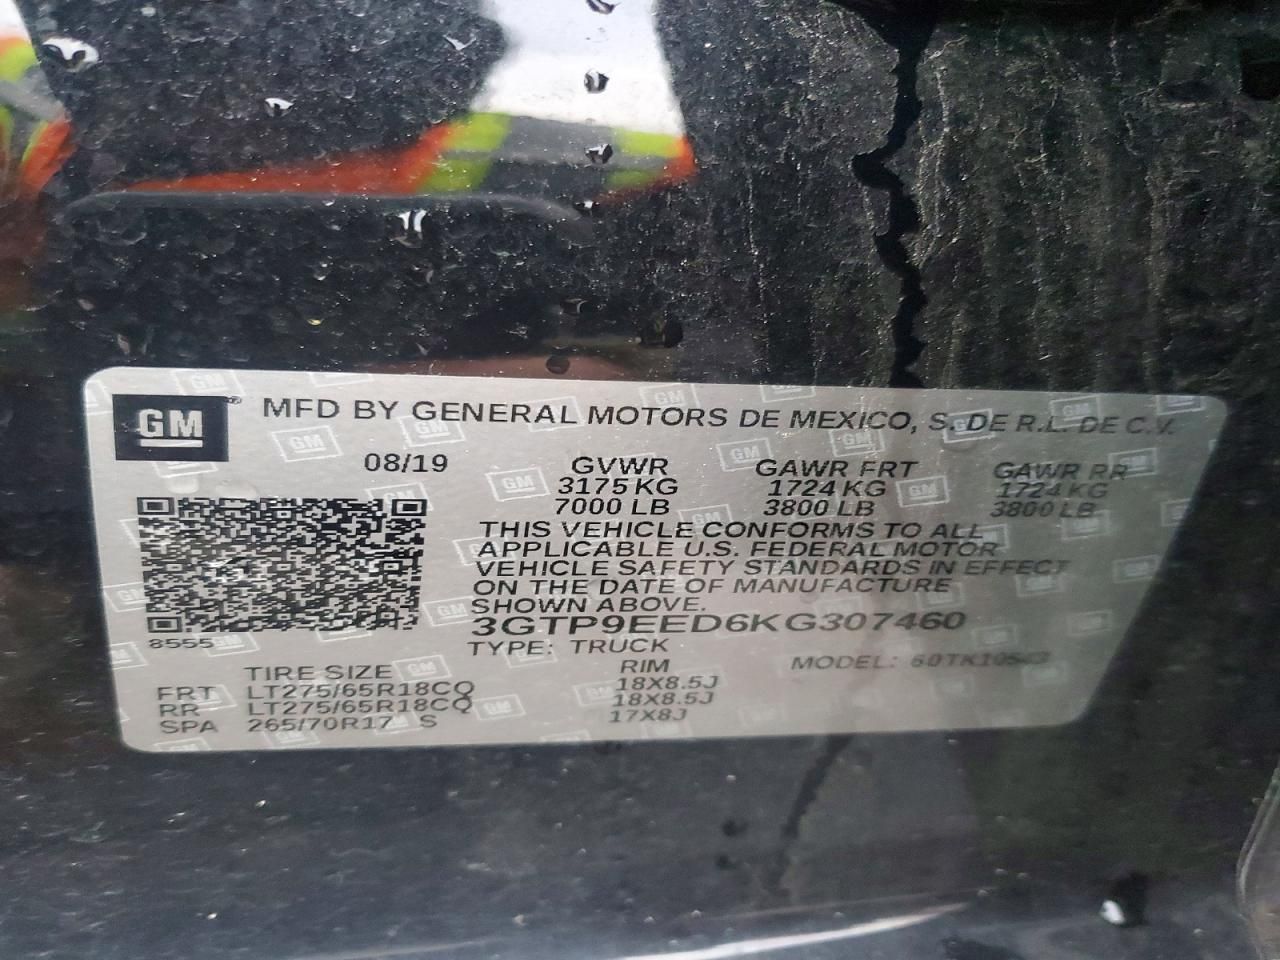 GM ® MFD BY GENERAL MOTORS DE MEXICO, S. DE R.L. DE C.V.
08/19 GVWR GAWR FRT GAWR RR
3175 KG 1724 KG 1724 KG
7000 LB 3800 LB 3800 LB
THIS VEHICLE CONFORMS TO ALL
APPLICABLE U.S. FEDERAL MOTOR
VEHICLE SAFETY STANDARDS IN EFFECT
ON THE DATE OF MANUFACTURE
SHOWN ABOVE.
8555 3GTP9EED6KG307460
TYPE: TRUCK
TIRE SIZE RIM MODEL:
FRT LT275/65R18CQ 18X8.5J
RR LT275/65R18CQ 18X8.5J
SPA 265/70R17 S 17X8J